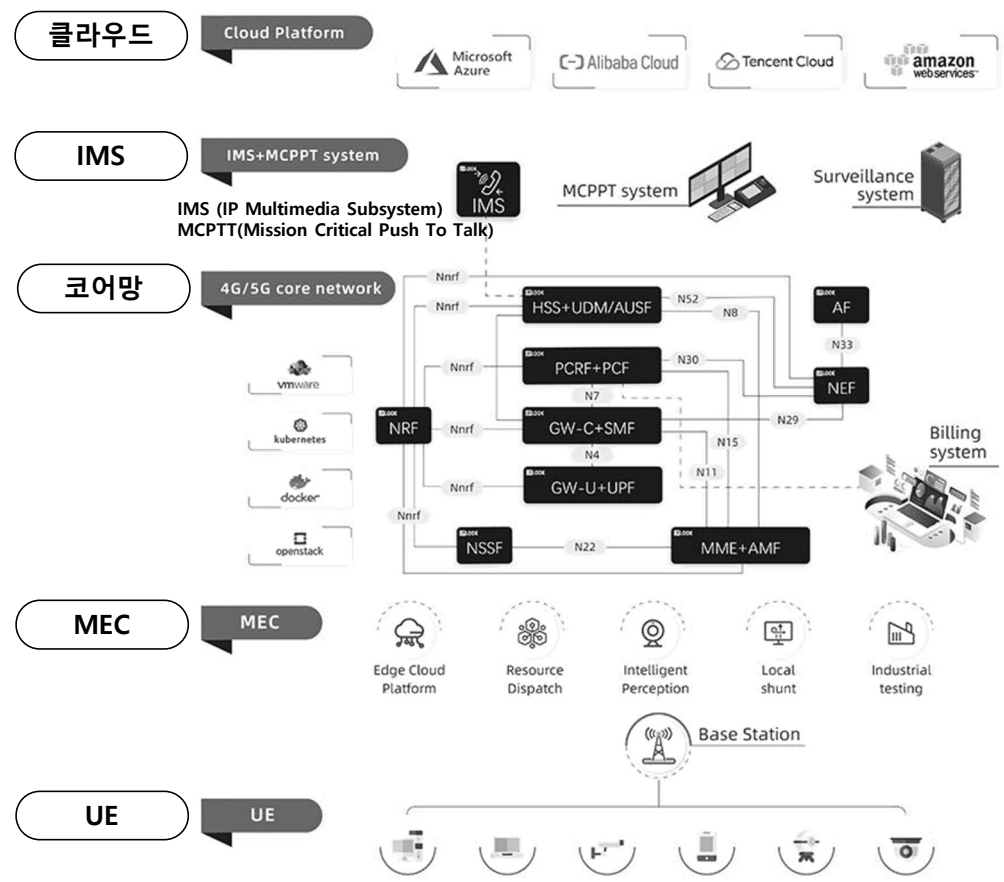 클라우드
Cloud Platform
Microsoft
Azure
Alibaba Cloud
Tencent Cloud
amazon
webservices™
IMS
IMS+MCPPT system
IMS
MCPPT system
Surveillance
system
IMS (IP Multimedia Subsystem)
MCPTT(Mission Critical Push To Talk)
코어망
4G/5G core network
Nnrf
Nnrf
HSS+UDM/AUSF
N52
N8
AF
N33
vmware
Nnrf
PCRF+PCF
N30
NEF
N7
kubernetes
NRF
Nnrf
GW-C+SMF
N29
N15
N4
N11
Billing
system
docker
Nnrf
GW-U+UPF
Nnrf
openstack
NSSF
N22
MME+AMF
MEC
MEC
Edge Cloud
Platform
Resource
Dispatch
Intelligent
Perception
Local
shunt
Industrial
testing
Base Station
UE
UE